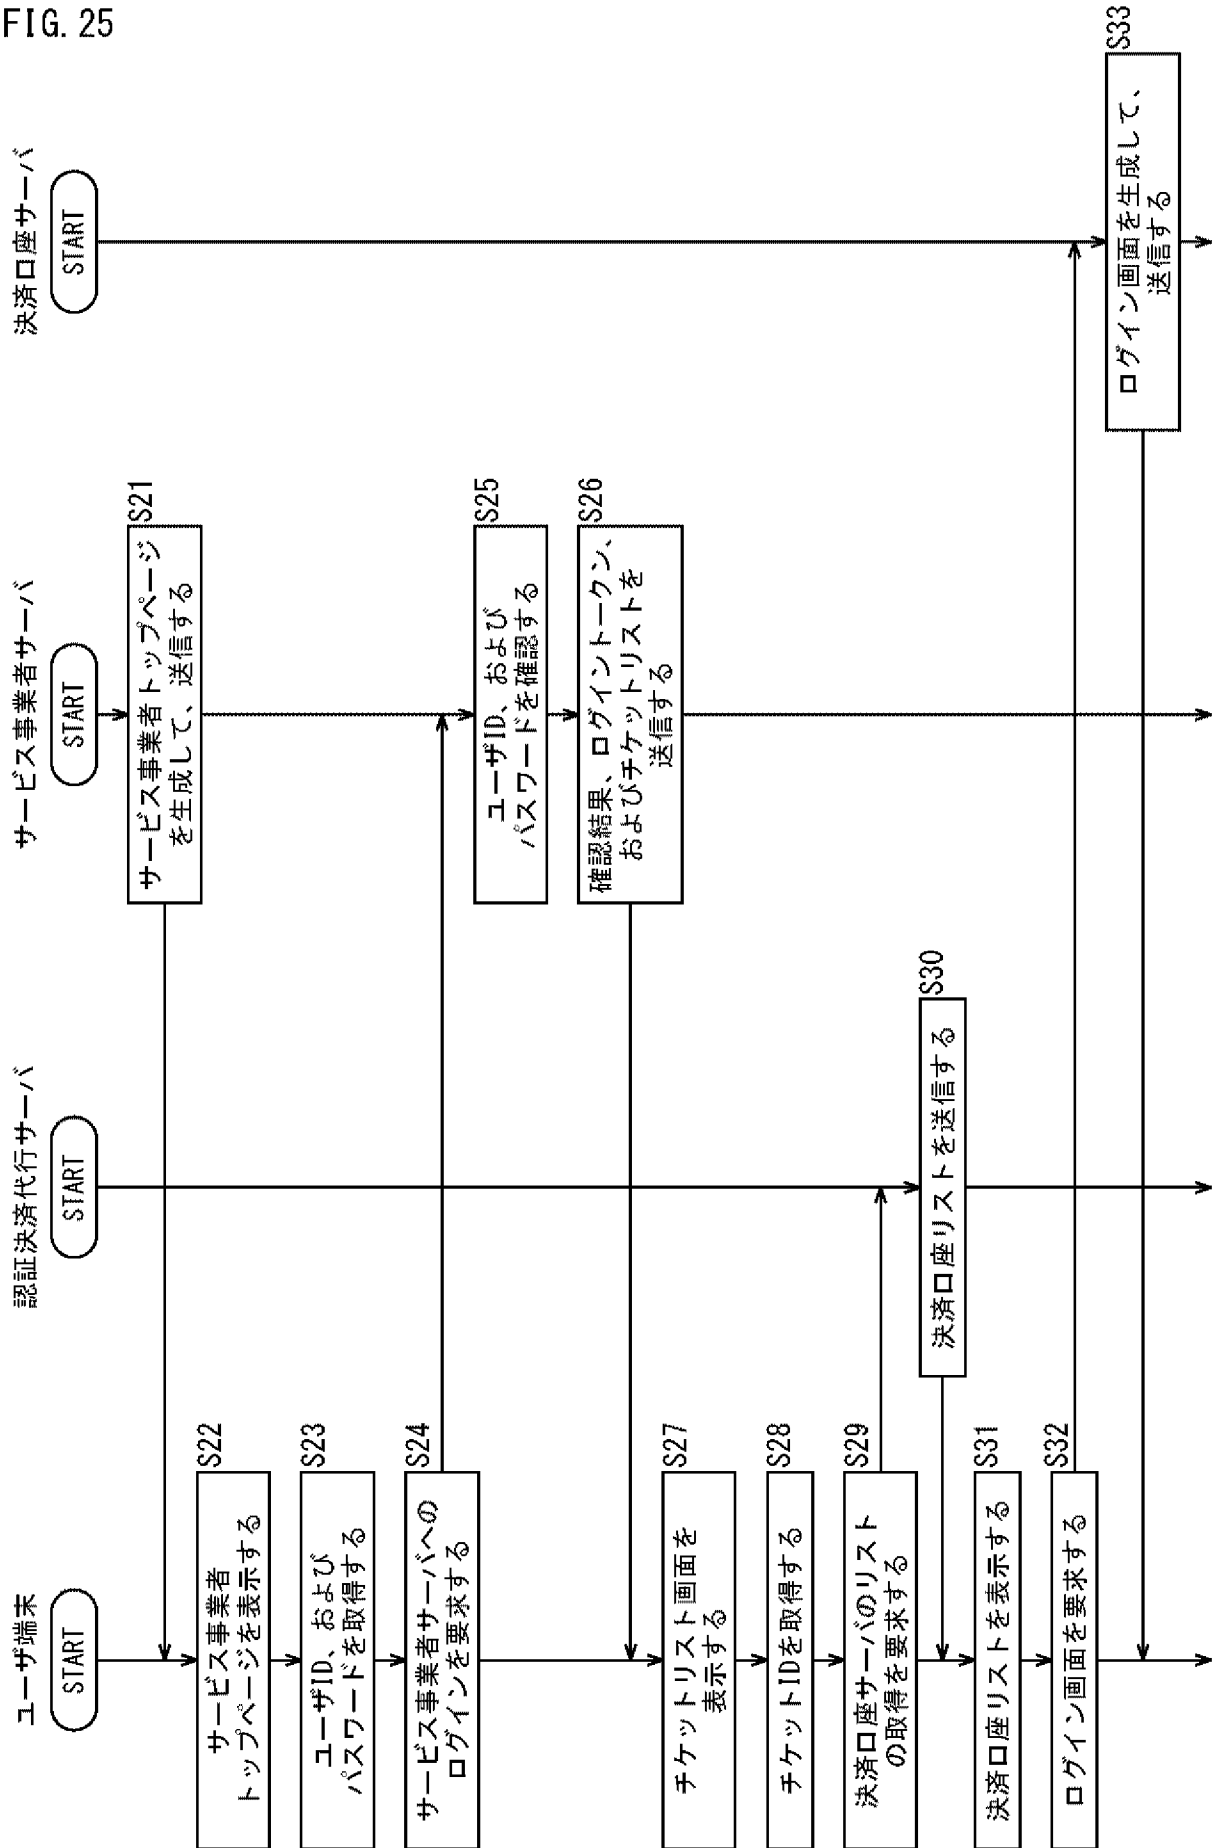 FIG. 25
ユーザ端末
START
サービス事業者
トップページを表示する
S22
ユーザID、および
パスワードを取得する
S23
サービス事業者サーバへの
ログインを要求する
S24
チケットリスト画面を
表示する
S27
チケットIDを取得する
S28
決済口座サーバのリスト
の取得を要求する
S29
決済口座リストを表示する
S31
ログイン画面を要求する
S32
認証決済代行サーバ
START
決済口座リストを送信する
S30
サービス事業者サーバ
START
サービス事業者トップページ
を生成して、送信する
S21
ユーザID、および
パスワードを確認する
S25
確認結果、ログイントークン、
およびチケットリストを
送信する
S26
決済口座サーバ
START
ログイン画面を生成して、
送信する
S33